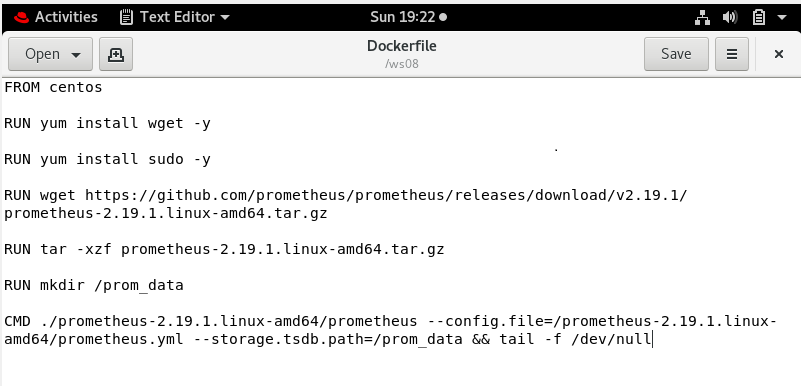 Activities Text Editor Sun 19:22
Open Dockerfile Save
/ws08
FROM centos
RUN yum install wget -y
RUN yum install sudo -y
RUN wget https://github.com/prometheus/prometheus/releases/download/v2.19.1/
prometheus-2.19.1.linux-amd64.tar.gz
RUN tar -xzf prometheus-2.19.1.linux-amd64.tar.gz
RUN mkdir /prom_data
CMD ./prometheus-2.19.1.linux-amd64/prometheus --config.file=/prometheus-2.19.1.linux-
amd64/prometheus.yml --storage.tsdb.path=/prom_data && tail -f /dev/null